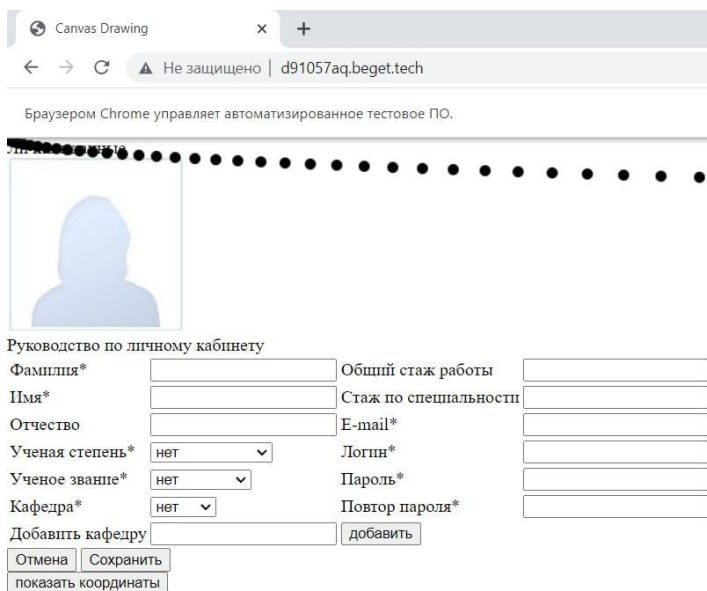 Canvas Drawing
Не защищено | d91057aq.beget.tech
Браузером Chrome управляет автоматизированное тестовое ПО.
Руководство по личному кабинету
Фамилия* Общий стаж работы
Имя* Стаж по специальности
Отчество E-mail*
Ученая степень* нет Логин*
Ученое звание* нет Пароль*
Кафедра* нет Повтор пароля*
Добавить кафедру добавить
Отмена Сохранить
показать координаты